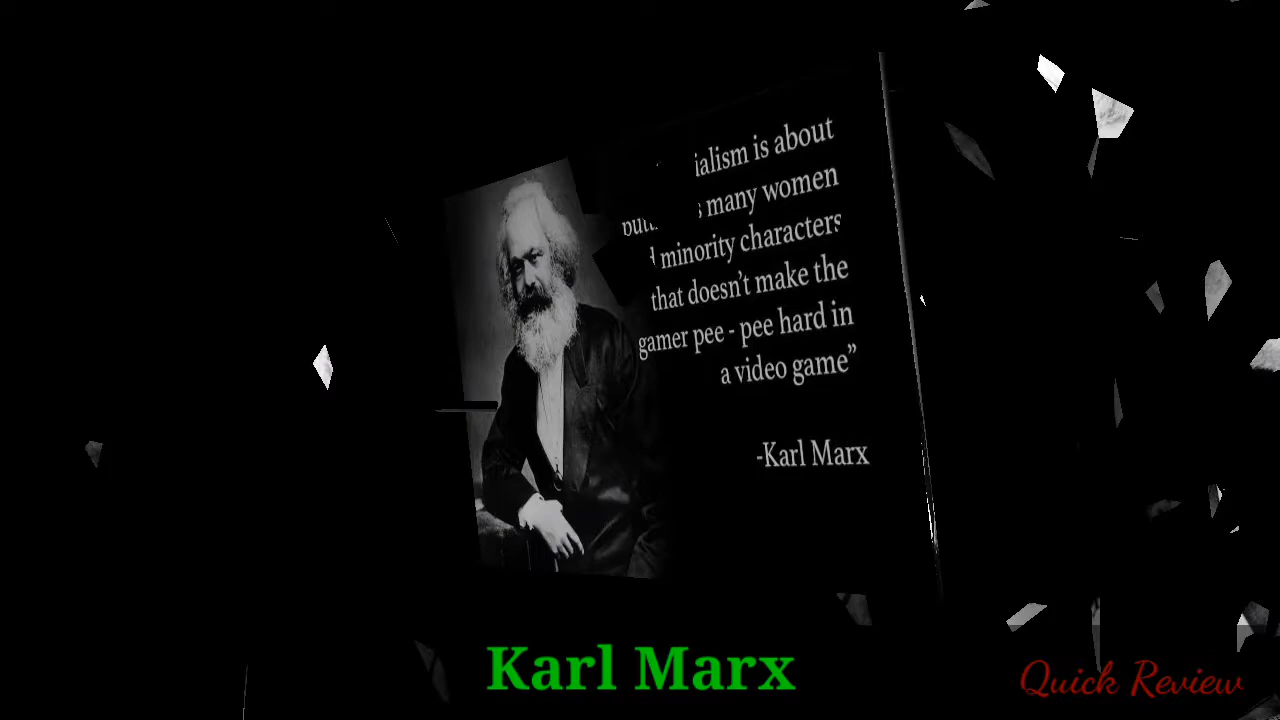 is about
many women
minority characters
that doesn't make the
gamer pee - pee hard in
a video game”
-Karl Marx
Karl Marx
Quick Review